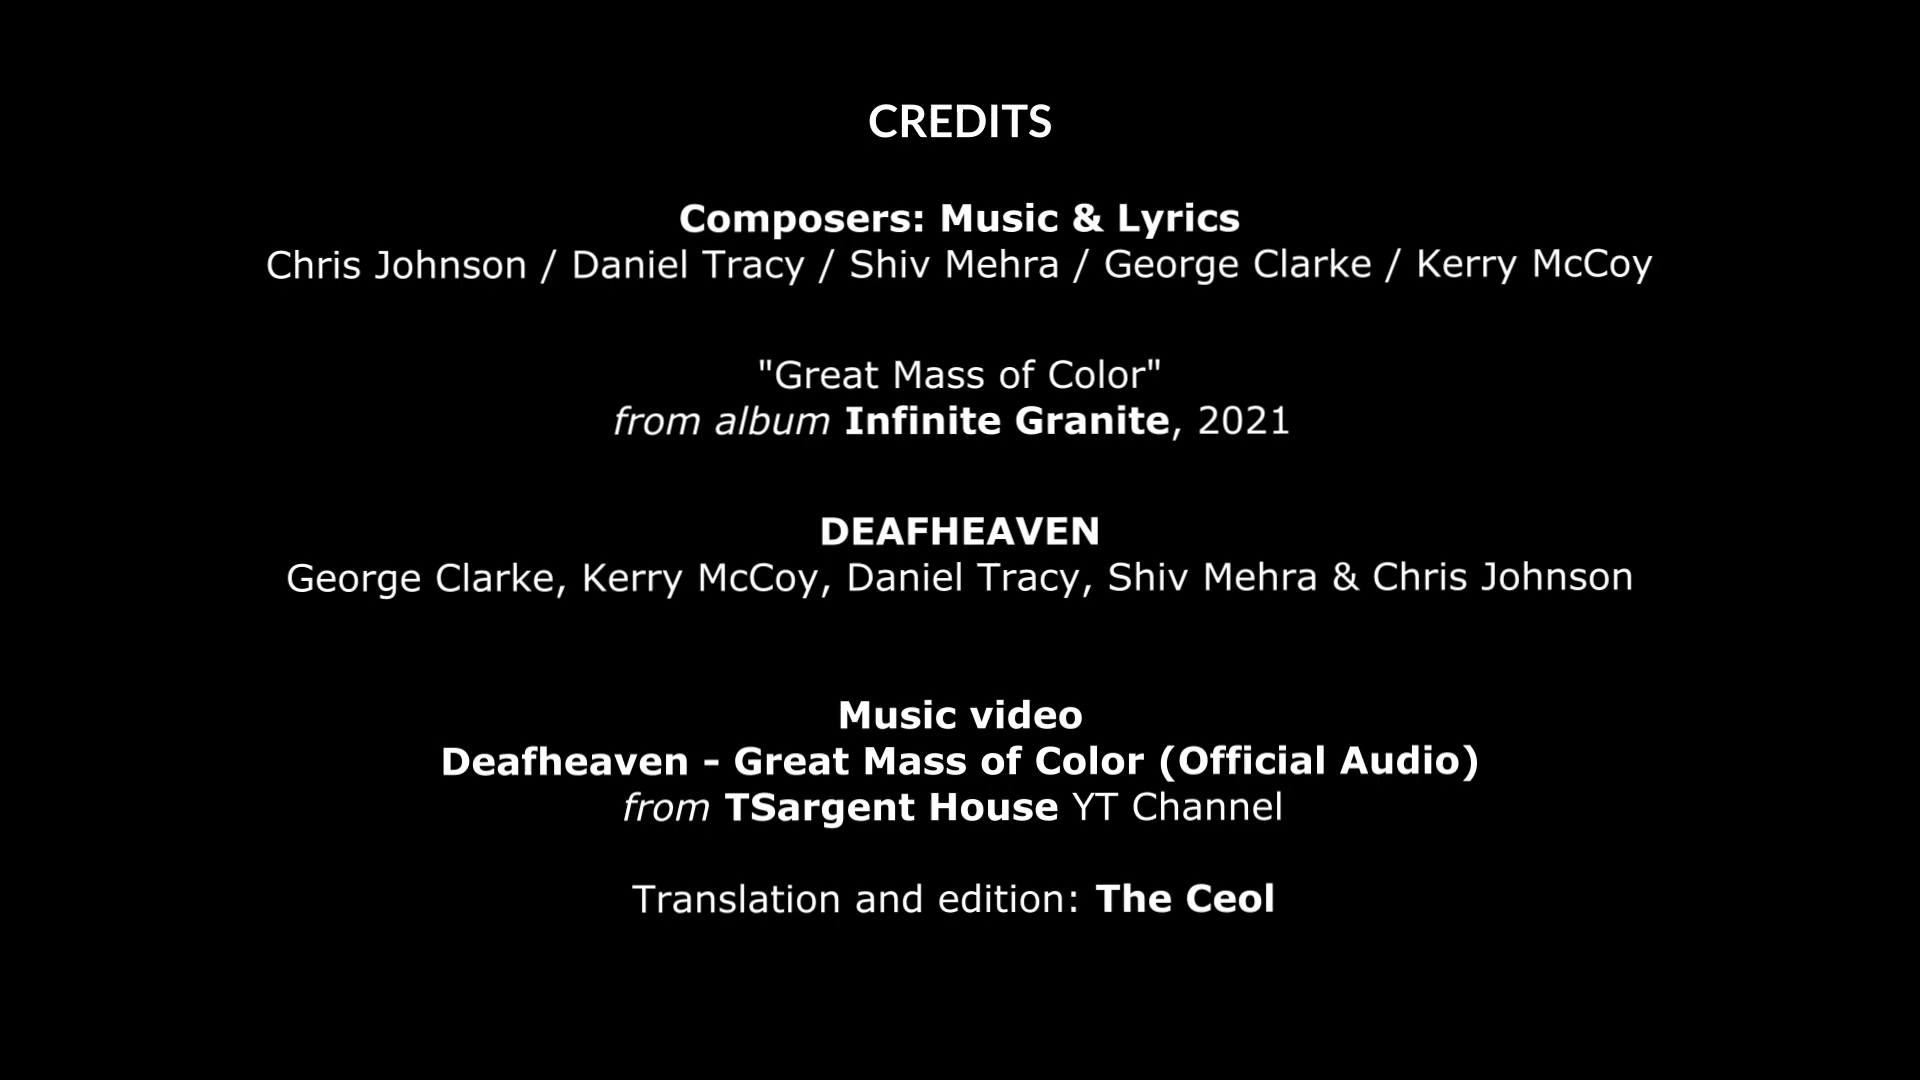 CREDITS
Composers: Music & Lyrics
Chris Johnson / Daniel Tracy / Shiv Mehra / George Clarke / Kerry McCoy
"Great Mass of Color"
from album Infinite Granite, 2021
DEAFHEAVEN
George Clarke, Kerry McCoy, Daniel Tracy, Shiv Mehra & Chris Johnson
Music video
Deafheaven - Great Mass of Color (Official Audio)
from TSargent House YT Channel
Translation and edition: The Ceol